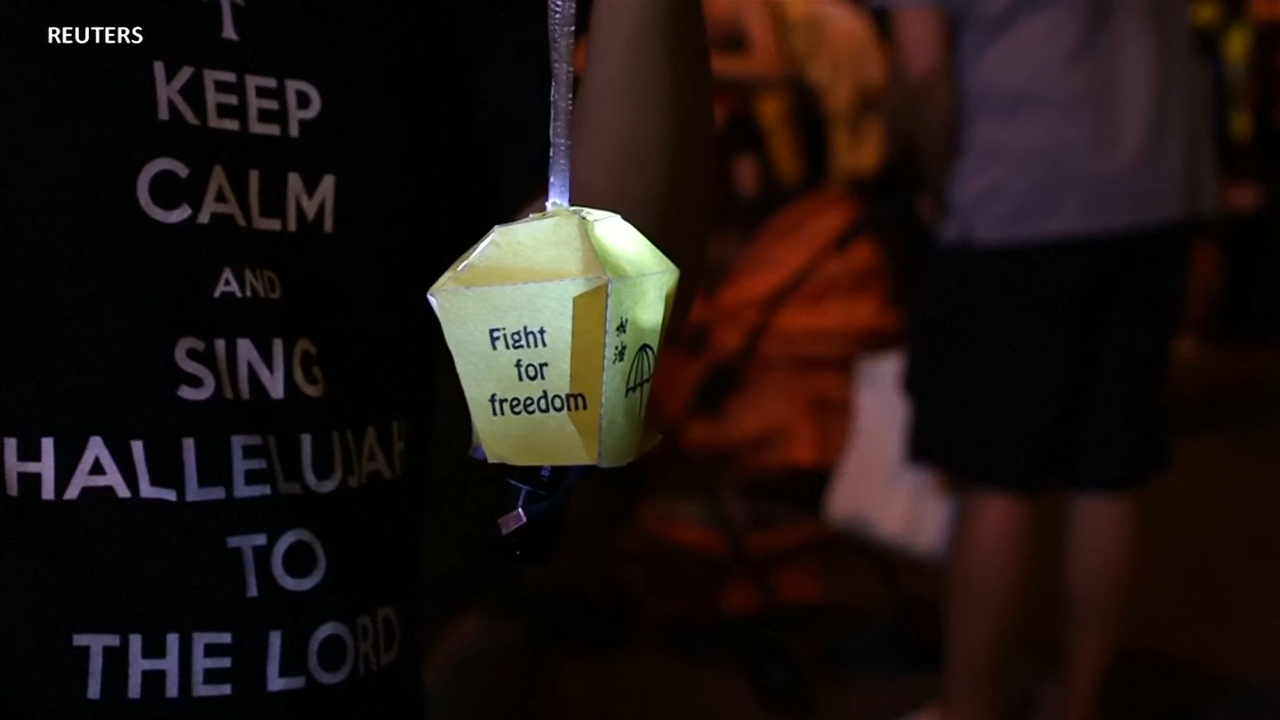 REUTERS
KEEP
CALM
AND
SING
HALLELUJAH
TO
THE LORD
Fight
for
freedom